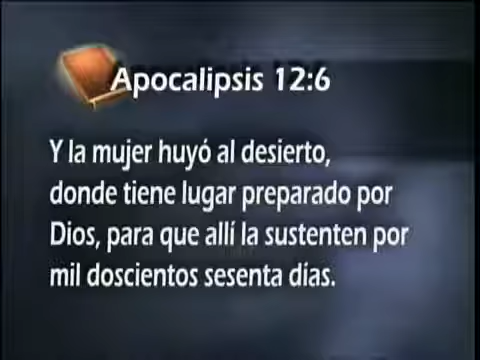 Apocalipsis 12:6
Y la mujer huyó al desierto,
donde tiene lugar preparado por
Dios, para que allí la sustenten por
mil doscientos sesenta días.